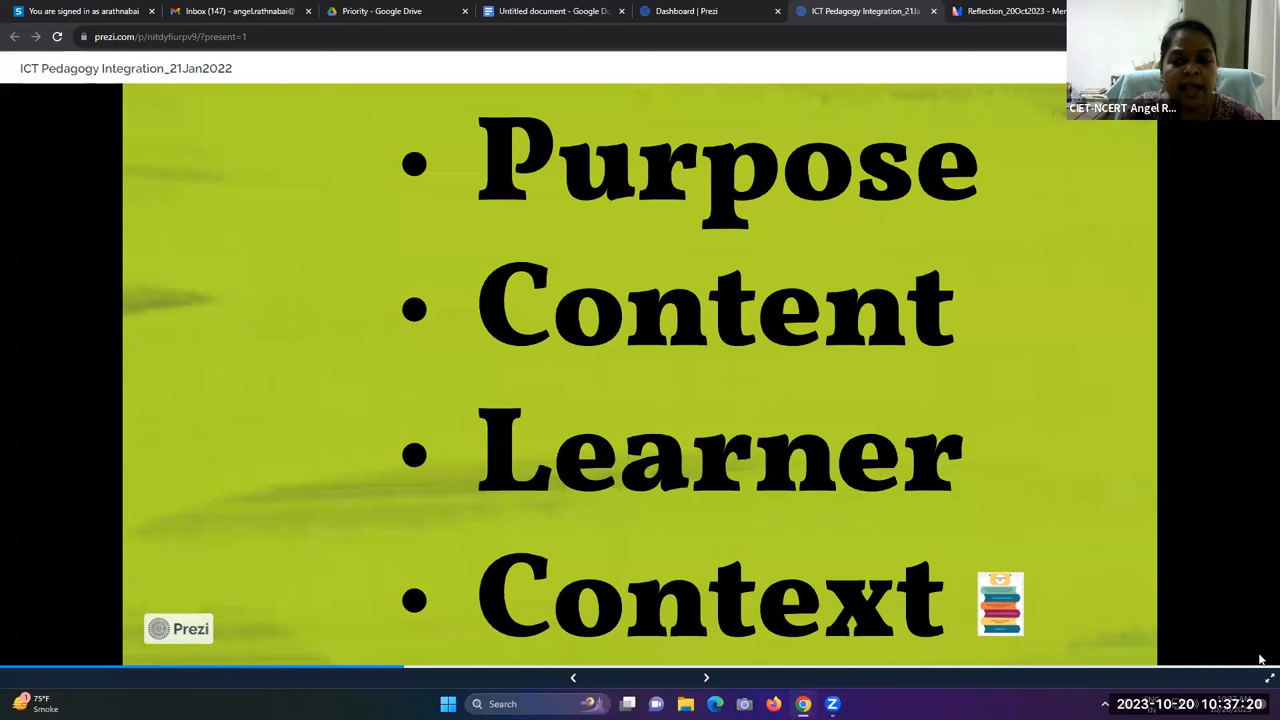 You are signed in as arathnabai
Inbox (147) - angel.rathnabai@
Priority - Google Drive
Untitled document - Google D
Dashboard | Prezi
ICT Pedagogy Integration_21J
Reflection_20Oct2023 - Men
prezi.com/p/nitdyfiurpv9/?present=1
ICT Pedagogy Integration_21Jan2022
CIET-NCERT Angel R...
• Purpose
• Content
• Learner
• Context
Prezi
75°F
Smoke
Search
2023-10-20 10:37:20